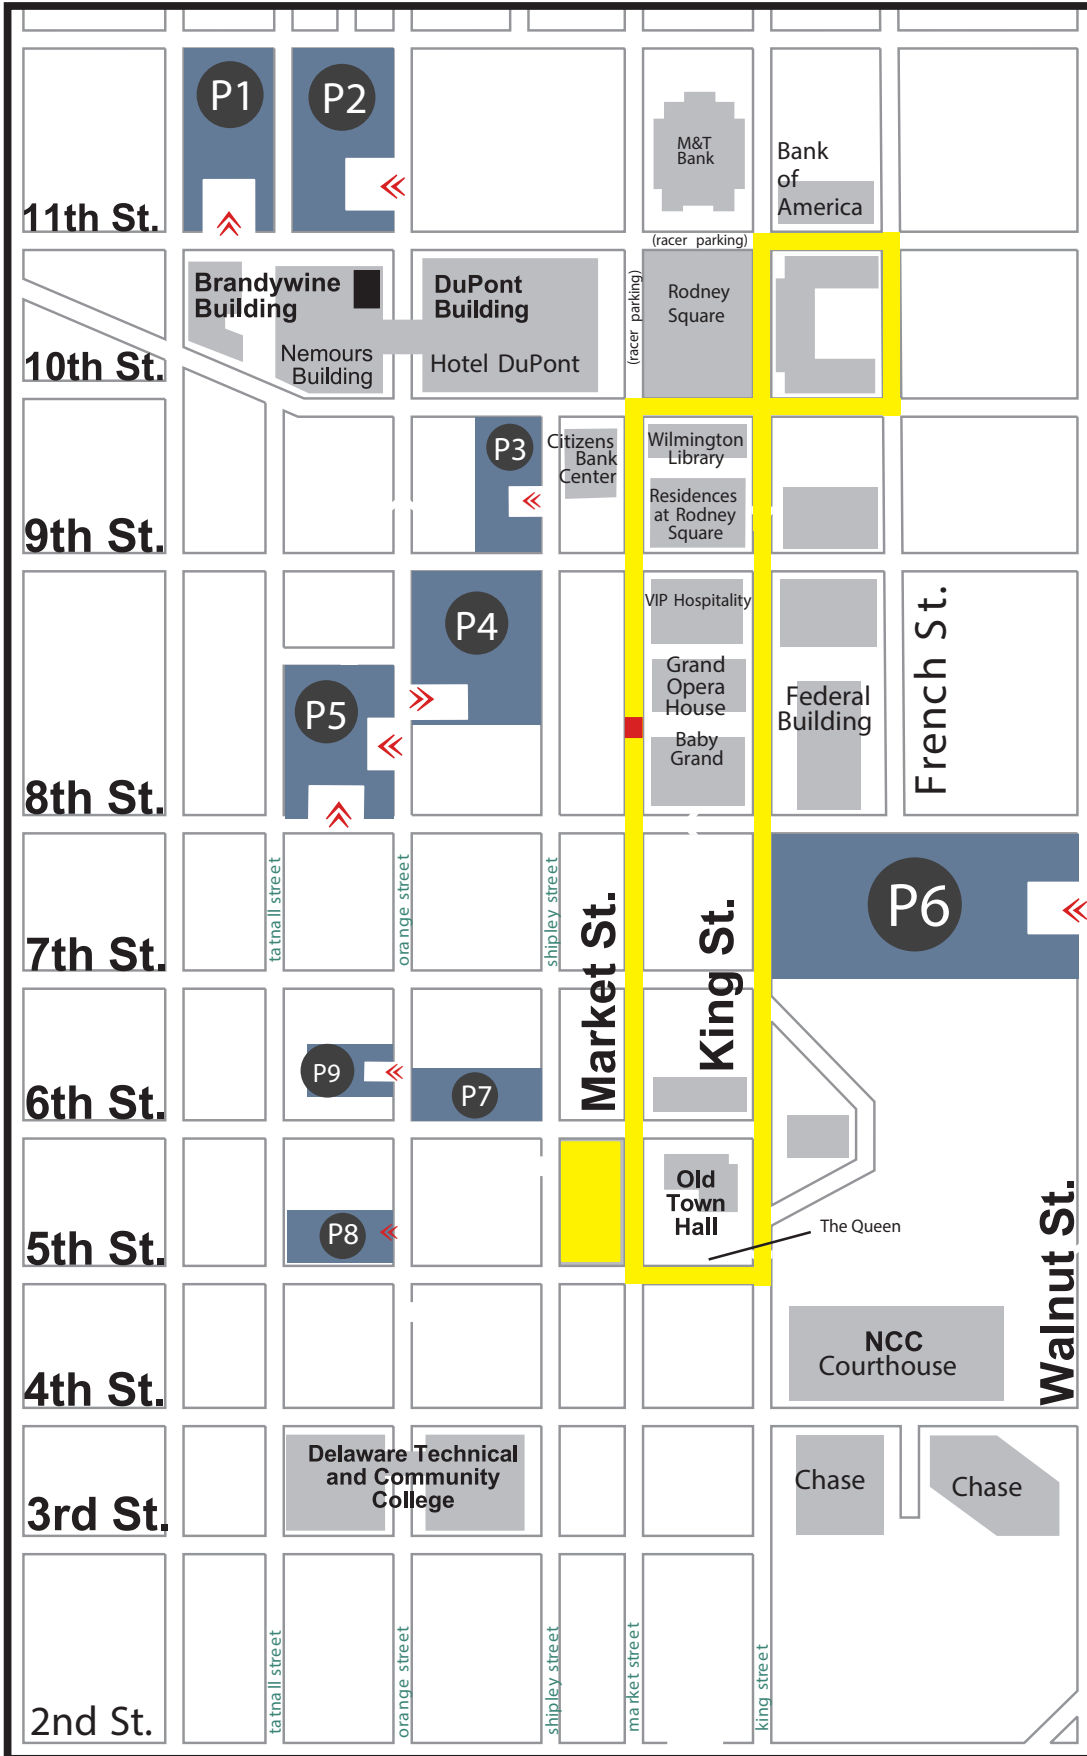 P1
P2
M&T
Bank
Bank
of
America
11th St.
(racer parking)
(racer parking)
Brandywine
Building
DuPont
Building
Rodney
Square
Nemours
Building
Hotel DuPont
10th St.
P3
Citizens
Bank
Center
Wilmington
Library
Residences
at Rodney
Square
9th St.
P4
VIP Hospitality
French St.
Grand
Opera
House
P5
Federal
Building
Baby
Grand
8th St.
tatnall street
orange street
shipley street
Market St.
King St.
P6
7th St.
P9
P7
6th St.
Old
Town
Hall
The Queen
P8
5th St.
Walnut St.
NCC
Courthouse
4th St.
Delaware Technical
and Community
College
Chase
Chase
3rd St.
tatnall street
orange street
shipley street
market street
king street
2nd St.